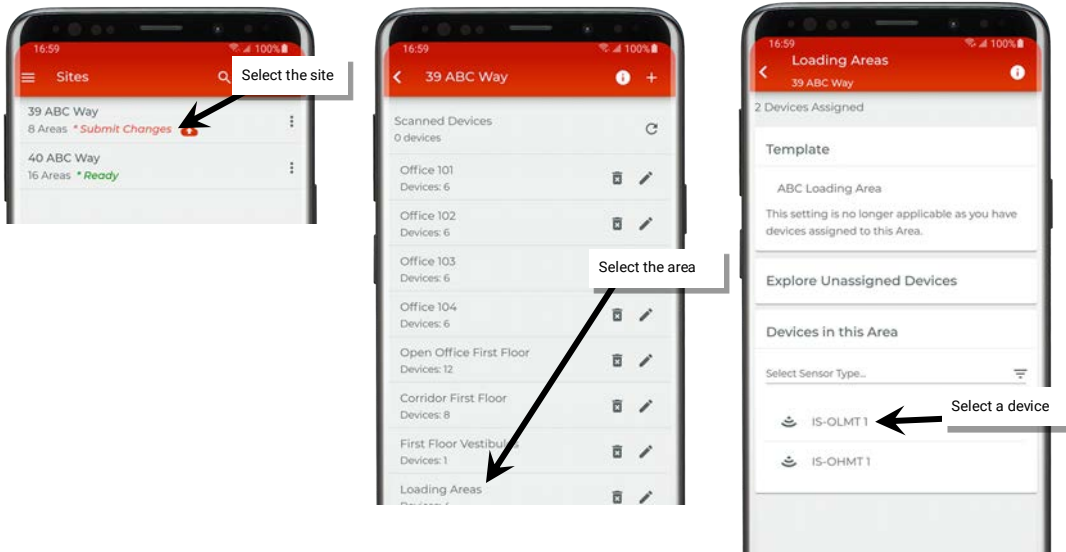 16:59
100%
Sites
Select the site
39 ABC Way
8 Areas * Submit Changes
40 ABC Way
16 Areas * Ready
16:59
100%
39 ABC Way
Scanned Devices
0 devices
Office 101
Devices: 6
Office 102
Devices: 6
Office 103
Devices: 6
Select the area
Office 104
Devices: 6
Open Office First Floor
Devices: 12
Corridor First Floor
Devices: 8
First Floor Vestibules
Devices: 1
Loading Areas
16:59
100%
Loading Areas
39 ABC Way
2 Devices Assigned
Template
ABC Loading Area
This setting is no longer applicable as you have
devices assigned to this Area.
Explore Unassigned Devices
Devices in this Area
Select Sensor Type...
Select a device
IS-OLMT 1
IS-OHMT 1